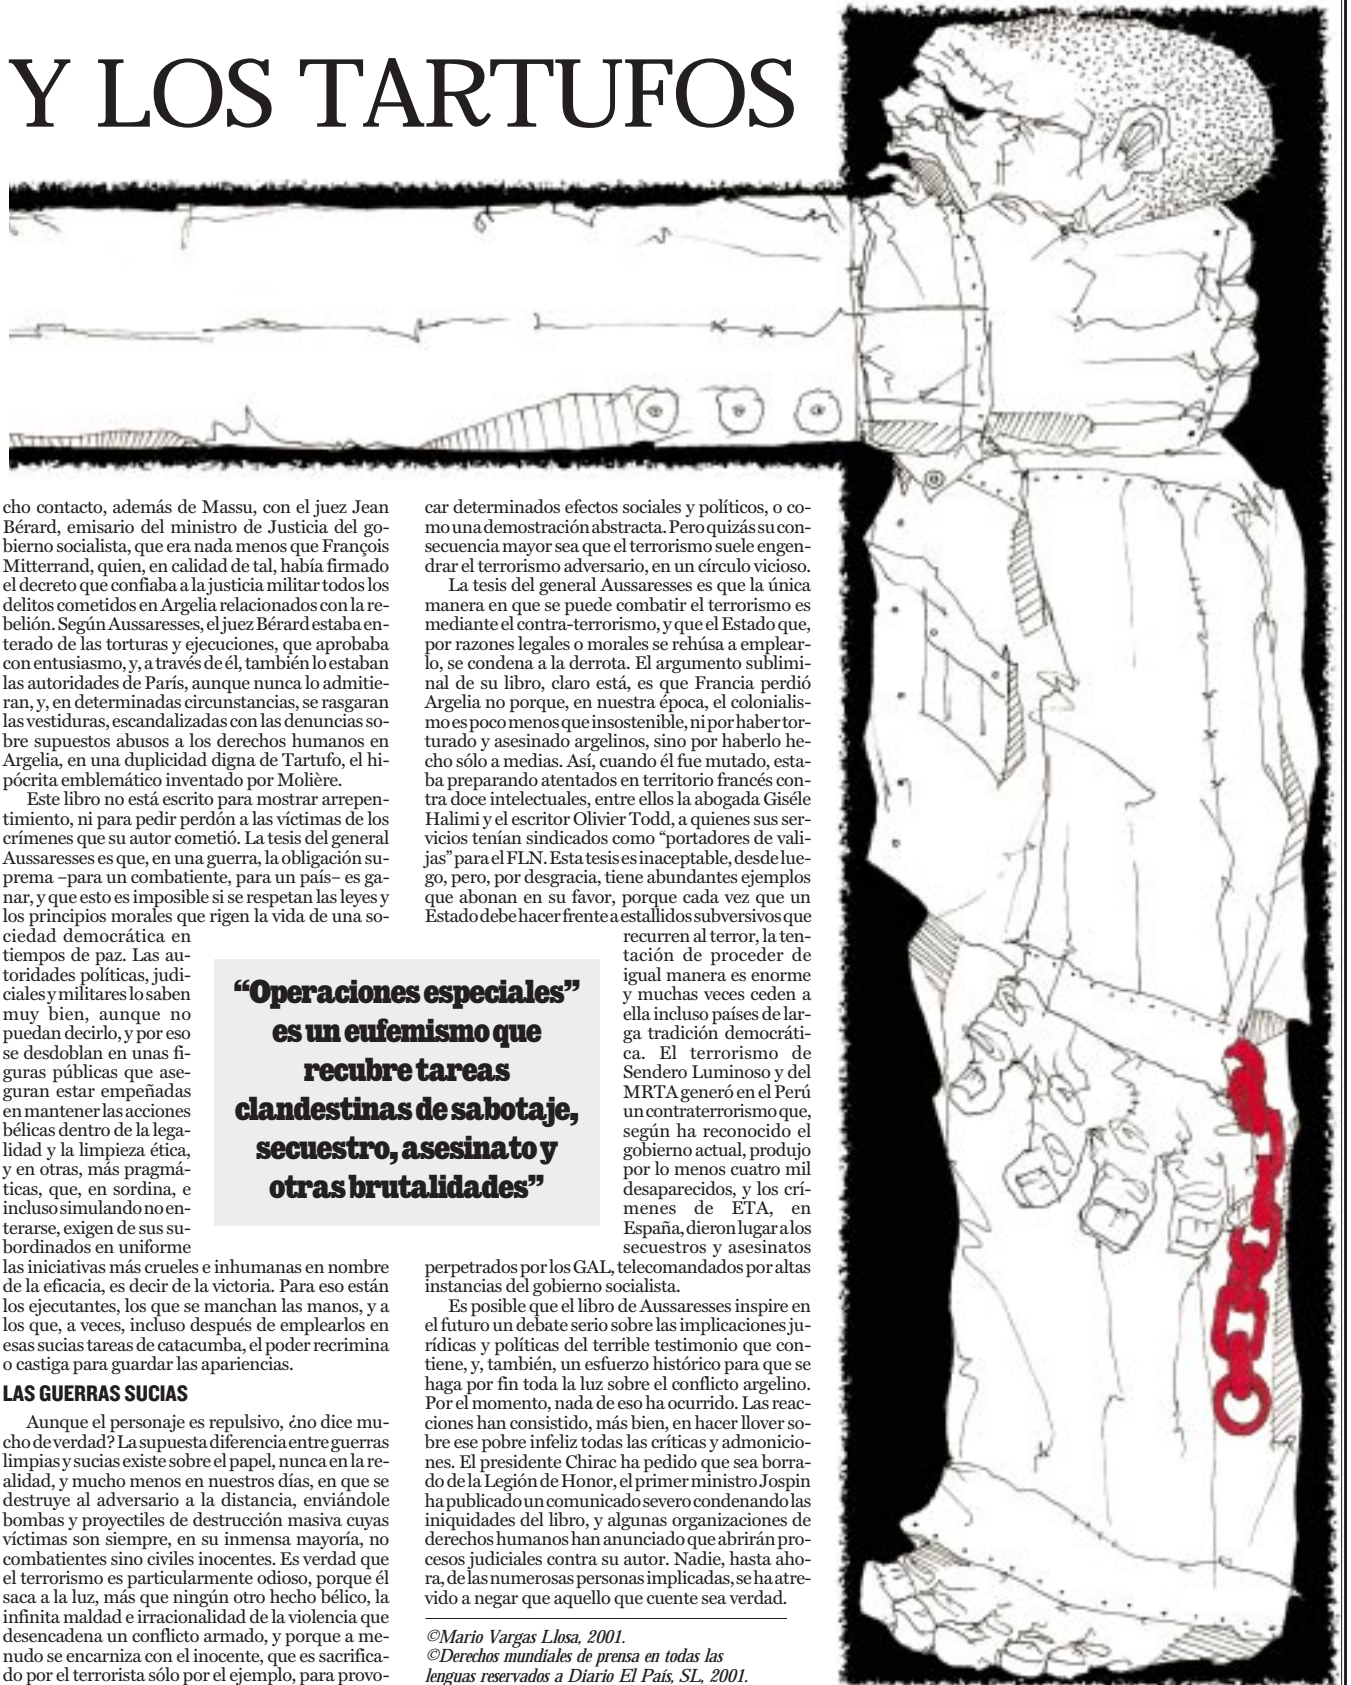 Y LOS TARTUFOS
cho contacto, además de Massu, con el juez Jean
Bérard, emisario del ministro de Justicia del go-
bierno socialista, que era nada menos que François
Mitterrand, quien, en calidad de tal, había firmado
el decreto que confiaba a la justicia militar todos los
delitos cometidos en Argelia relacionados con la re-
belión. Según Aussaresses, el juez Bérard estaba en-
terado de las torturas y ejecuciones, que aprobaba
con entusiasmo, y, a través de él, también lo estaban
las autoridades de París, aunque nunca lo admitie-
ran, y, en determinadas circunstancias, se rasgaran
las vestiduras, escandalizadas con las denuncias so-
bre supuestos abusos a los derechos humanos en
Argelia, en una duplicidad digna de Tartufo, el hi-
pócrita emblemático inventado por Molière.
Este libro no está escrito para mostrar arrepen-
timiento, ni para pedir perdón a las víctimas de los
crímenes que su autor cometió. La tesis del general
Aussaresses es que, en una guerra, la obligación su-
prema –para un combatiente, para un país– es ga-
nar, y que esto es imposible si se respetan las leyes y
los principios morales que rigen la vida de una so-
ciedad democrática en
tiempos de paz. Las au-
toridades políticas, judi-
ciales y militares lo saben
muy bien, aunque no
puedan decirlo, y por eso
se desdoblan en unas fi-
guras públicas que ase-
guran estar empeñadas
en mantener las acciones
bélicas dentro de la lega-
lidad y la limpieza ética,
y en otras, más pragmá-
ticas, que, en sordina, e
incluso simulando no en-
terarse, exigen de sus su-
bordinados en uniforme
las iniciativas más crueles e inhumanas en nombre
de la eficacia, es decir de la victoria. Para eso están
los ejecutantes, los que se manchan las manos, y a
los que, a veces, incluso después de emplearlos en
esas sucias tareas de catacumba, el poder recrimina
o castiga para guardar las apariencias.
LAS GUERRAS SUCIAS
Aunque el personaje es repulsivo, ¿no dice mu-
cho de verdad? La supuesta diferencia entre guerras
limpias y sucias existe sobre el papel, nunca en la re-
alidad, y mucho menos en nuestros días, en que se
destruye al adversario a la distancia, enviándole
bombas y proyectiles de destrucción masiva cuyas
víctimas son siempre, en su inmensa mayoría, no
combatientes sino civiles inocentes. Es verdad que
el terrorismo es particularmente odioso, porque él
saca a la luz, más que ningún otro hecho bélico, la
infinita maldad e irracionalidad de la violencia que
desencadena un conflicto armado, y porque a me-
nudo se encarniza con el inocente, que es sacrifica-
do por el terrorista sólo por el ejemplo, para provo-
“Operaciones especiales”
es un eufemismo que
recubre tareas
clandestinas de sabotaje,
secuestro, asesinato y
otras brutalidades”
car determinados efectos sociales y políticos, o co-
mo una demostración abstracta. Pero quizás su con-
secuencia mayor sea que el terrorismo suele engen-
drar el terrorismo adversario, en un círculo vicioso.
La tesis del general Aussaresses es que la única
manera en que se puede combatir el terrorismo es
mediante el contra-terrorismo, y que el Estado que,
por razones legales o morales se rehúsa a emplear-
lo, se condena a la derrota. El argumento sublimi-
nal de su libro, claro está, es que Francia perdió
Argelia no porque, en nuestra época, el colonialis-
mo es poco menos que insostenible, ni por haber tor-
turado y asesinado argelinos, sino por haberlo he-
cho sólo a medias. Así, cuando él fue mutado, esta-
ba preparando atentados en territorio francés con-
tra doce intelectuales, entre ellos la abogada Giséle
Halimi y el escritor Olivier Todd, a quienes sus ser-
vicios tenían sindicados como “portadores de vali-
jas” para el FLN. Esta tesis es inaceptable, desde lue-
go, pero, por desgracia, tiene abundantes ejemplos
que abonan en su favor, porque cada vez que un
Estado debe hacer frente a estallidos subversivos que
recurren al terror, la ten-
tación de proceder de
igual manera es enorme
y muchas veces ceden a
ella incluso países de lar-
ga tradición democráti-
ca. El terrorismo de
Sendero Luminoso y del
MRTA generó en el Perú
un contraterrorismo que,
según ha reconocido el
gobierno actual, produjo
por lo menos cuatro mil
desaparecidos, y los crí-
menes de ETA, en
España, dieron lugar a los
secuestros y asesinatos
perpetrados por los GAL, telecomandados por altas
instancias del gobierno socialista.
Es posible que el libro de Aussaresses inspire en
el futuro un debate serio sobre las implicaciones ju-
rídicas y políticas del terrible testimonio que con-
tiene, y, también, un esfuerzo histórico para que se
haga por fin toda la luz sobre el conflicto argelino.
Por el momento, nada de eso ha ocurrido. Las reac-
ciones han consistido, más bien, en hacer llover so-
bre ese pobre infeliz todas las críticas y admonicio-
nes. El presidente Chirac ha pedido que sea borra-
do de la Legión de Honor, el primer ministro Jospin
ha publicado un comunicado severo condenando las
iniquidades del libro, y algunas organizaciones de
derechos humanos han anunciado que abrirán pro-
cesos judiciales contra su autor. Nadie, hasta aho-
ra, de las numerosas personas implicadas, se ha atre-
vido a negar que aquello que cuente sea verdad.
©Mario Vargas Llosa, 2001.
©Derechos mundiales de prensa en todas las
lenguas reservados a Diario El País, SL, 2001.